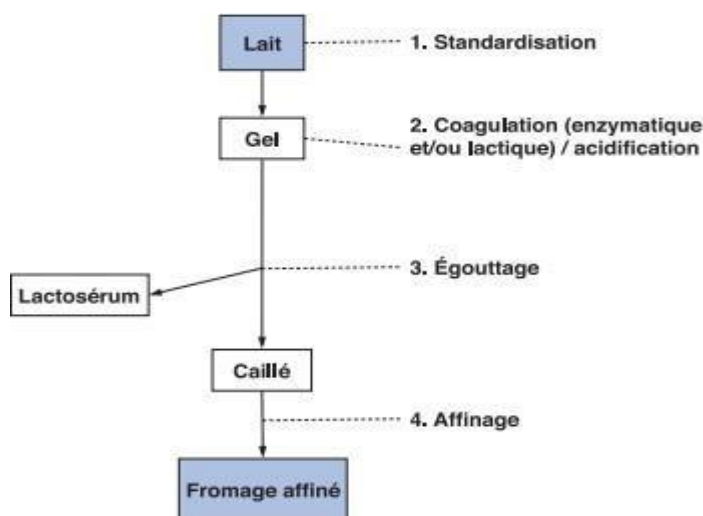 Lait
1. Standardisation
Gel
2. Coagulation (enzymatique
et/ou lactique) / acidification
3. Égouttage
Lactosérum
Caillé
4. Affinage
Fromage affiné